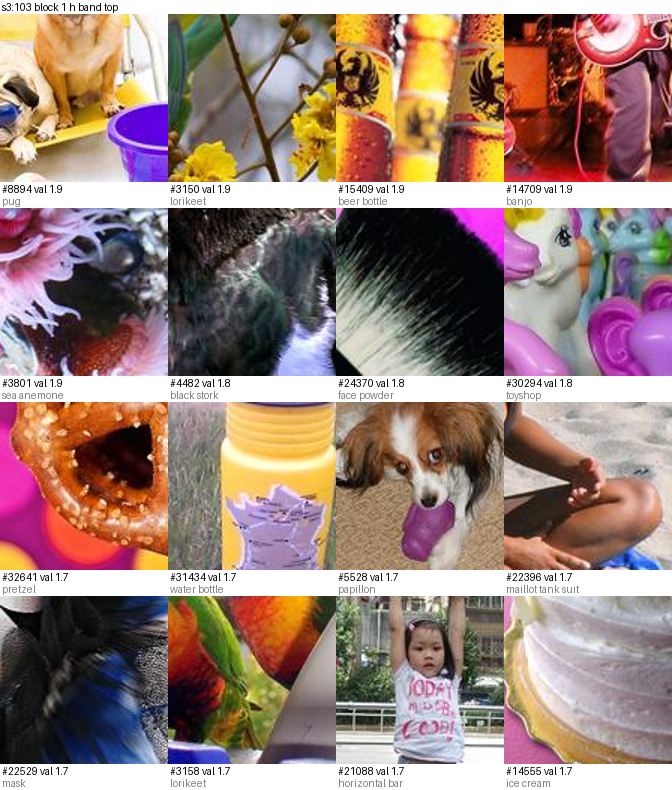 s3:103 block 1 h band top
#8894 val 1.9
pug
#3150 val 1.9
lorikeet
#15409 val 1.9
beer bottle
#14709 val 1.9
banjo
#3801 val 1.9
sea anemone
#4482 val 1.8
black stork
#24370 val 1.8
face powder
#30294 val 1.8
toyshop
#32641 val 1.7
pretzel
#31434 val 1.7
water bottle
#5528 val 1.7
papillon
#22396 val 1.7
maillot tank suit
#22529 val 1.7
mask
#3158 val 1.7
lorikeet
TODAY
GOOD!
#21088 val 1.7
horizontal bar
#14555 val 1.7
ice cream